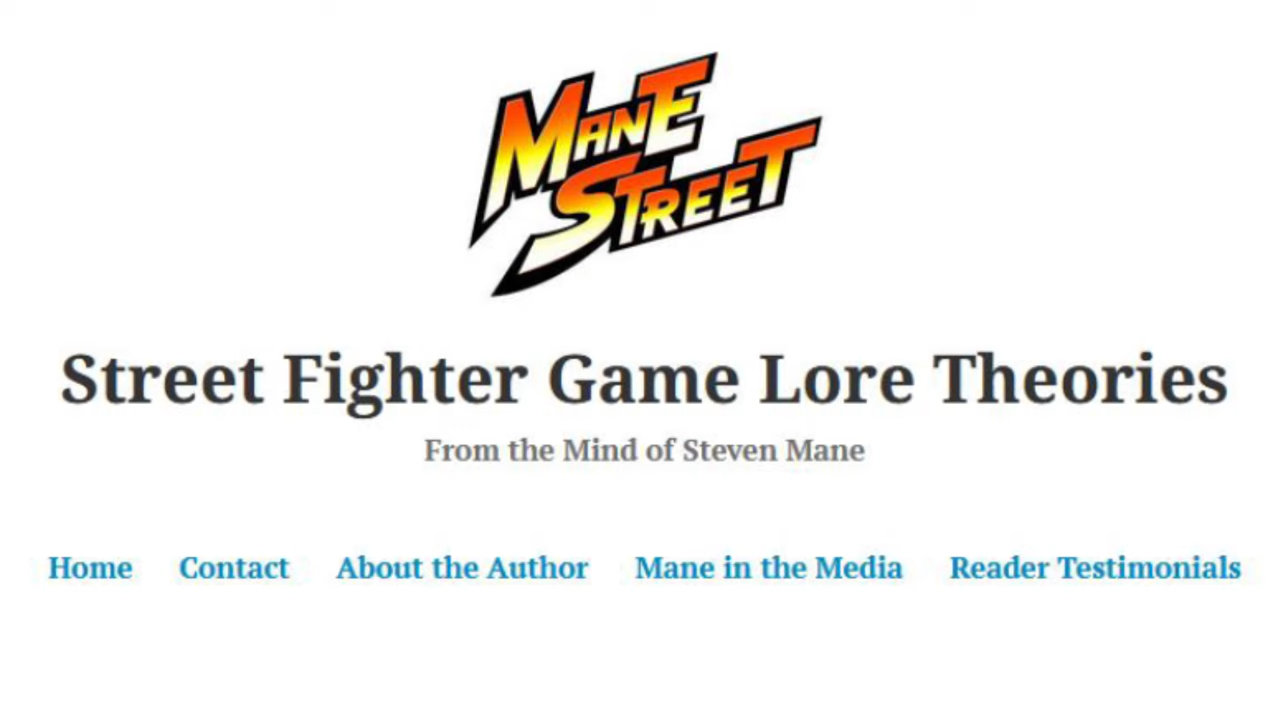 MANE
STREET
Street Fighter Game Lore Theories
From the Mind of Steven Mane
Home Contact About the Author Mane in the Media Reader Testimonials